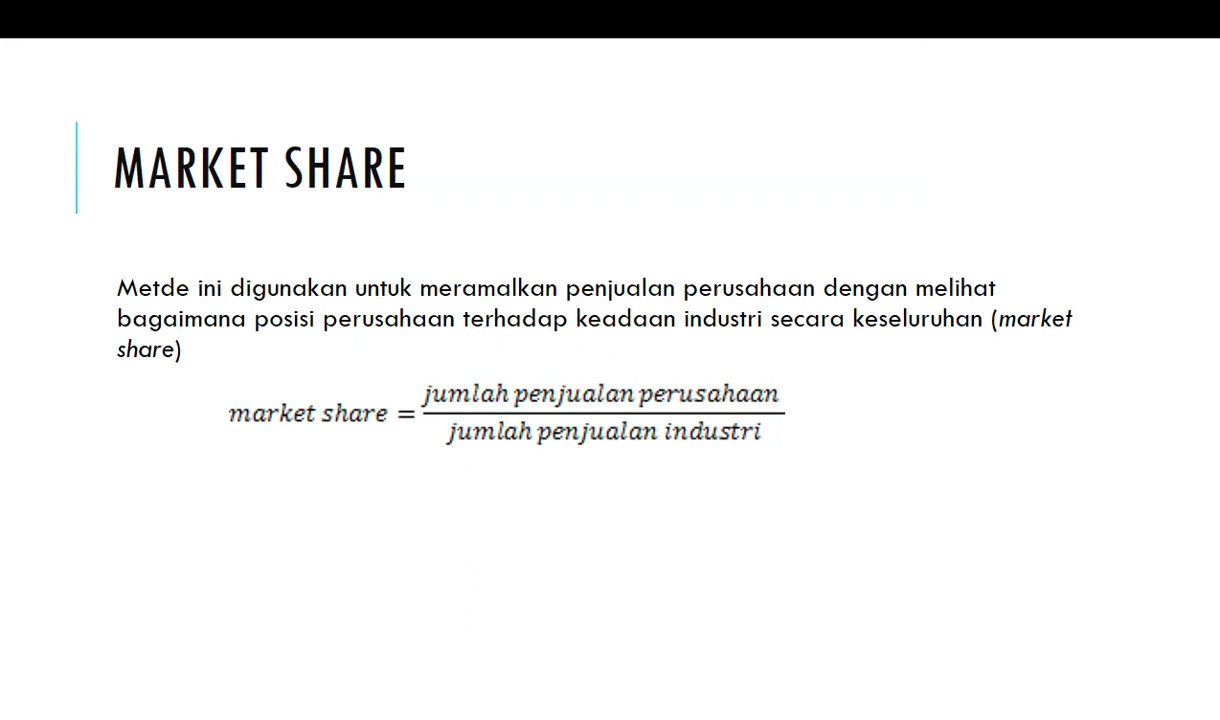 MARKET SHARE
Metde ini digunakan untuk meramalkan penjualan perusahaan dengan melihat
bagaimana posisi perusahaan terhadap keadaan industri secara keseluruhan (market
share)
market share = jumlah penjualan perusahaan / jumlah penjualan industri